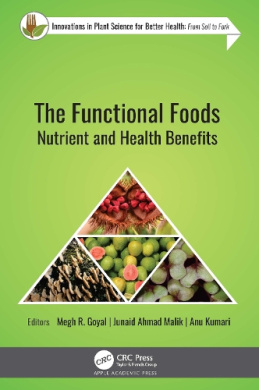 Innovations in Plant Science for Better Health: From Soil to Fork
The Functional Foods
Nutrient and Health Benefits
Editors Megh R. Goyal | Junaid Ahmad Malik | Anu Kumari
CRC
CRC Press
Taylor & Francis Group
APPLE ACADEMIC PRESS